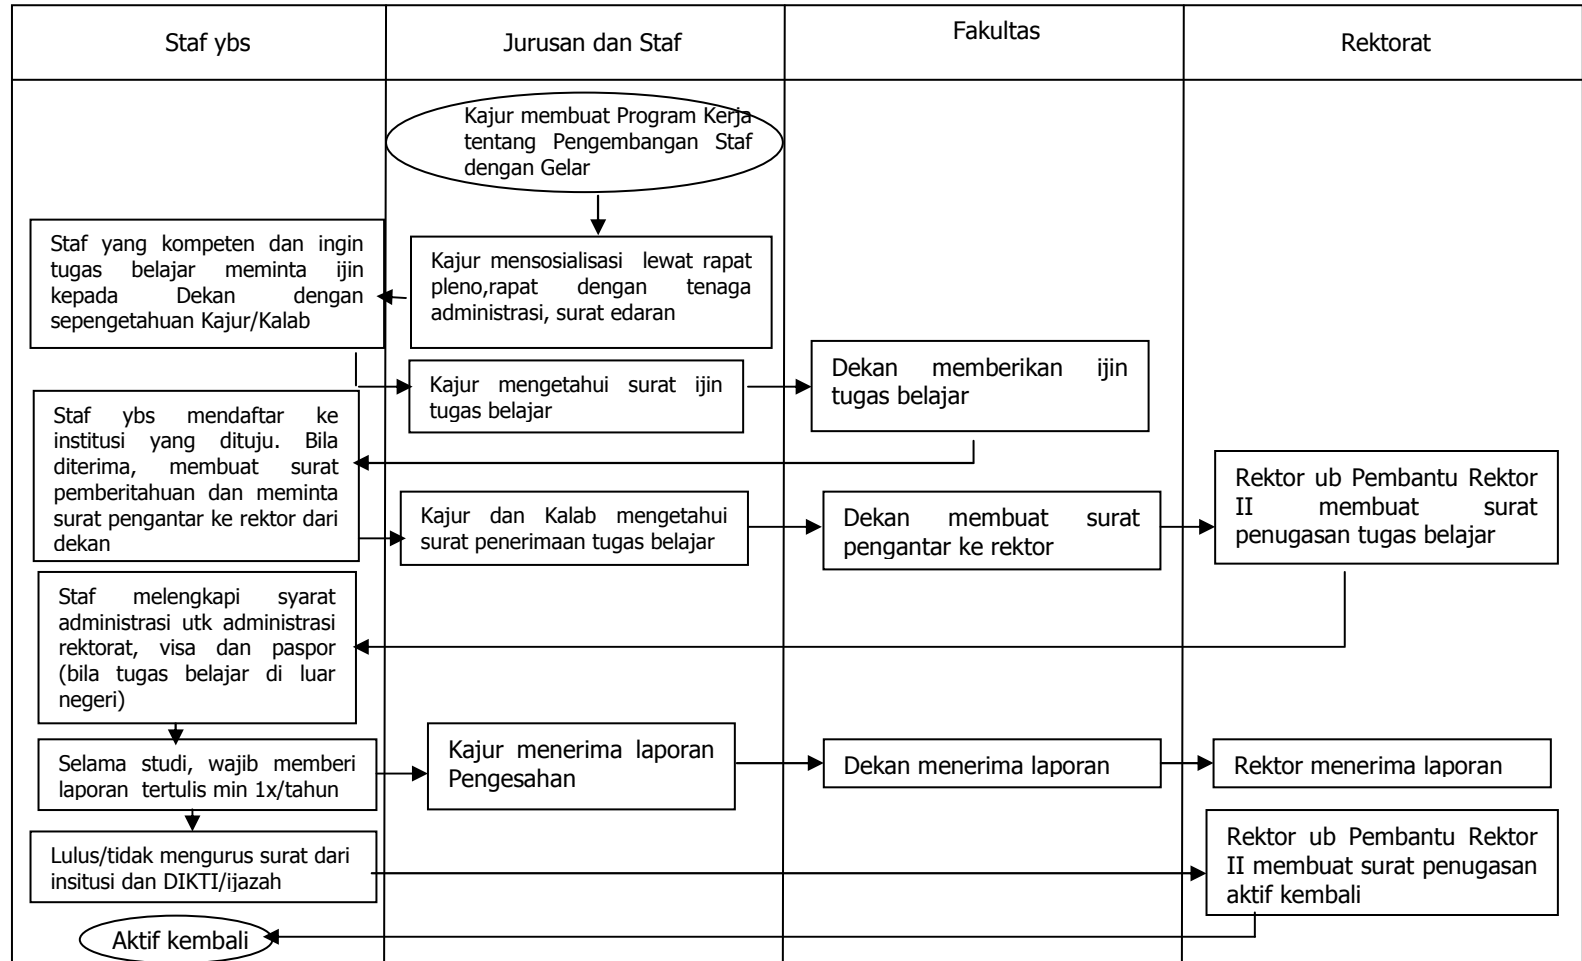 Staf ybs
Jurusan dan Staf
Fakultas
Rektorat
Kajur membuat Program Kerja
tentang Pengembangan Staf
dengan Gelar
Staf yang kompeten dan ingin
tugas belajar meminta ijin
kepada Dekan dengan
sepengetahuan Kajur/Kalab
Kajur mensosialisasi lewat rapat
pleno,rapat dengan tenaga
administrasi, surat edaran
Kajur mengetahui surat ijin
tugas belajar
Dekan memberikan ijin
tugas belajar
Staf ybs mendaftar ke
institusi yang dituju. Bila
diterima, membuat surat
pemberitahuan dan meminta
surat pengantar ke rektor dari
dekan
Kajur dan Kalab mengetahui
surat penerimaan tugas belajar
Dekan membuat surat
pengantar ke rektor
Rektor ub Pembantu Rektor
II membuat surat
penugasan tugas belajar
Staf melengkapi syarat
administrasi utk administrasi
rektorat, visa dan paspor
(bila tugas belajar di luar
negeri)
Selama studi, wajib memberi
laporan tertulis min 1x/tahun
Kajur menerima laporan
Pengesahan
Dekan menerima laporan
Rektor menerima laporan
Lulus/tidak mengurus surat dari
insitusi dan DIKTI/ijazah
Rektor ub Pembantu Rektor
II membuat surat penugasan
aktif kembali
Aktif kembali